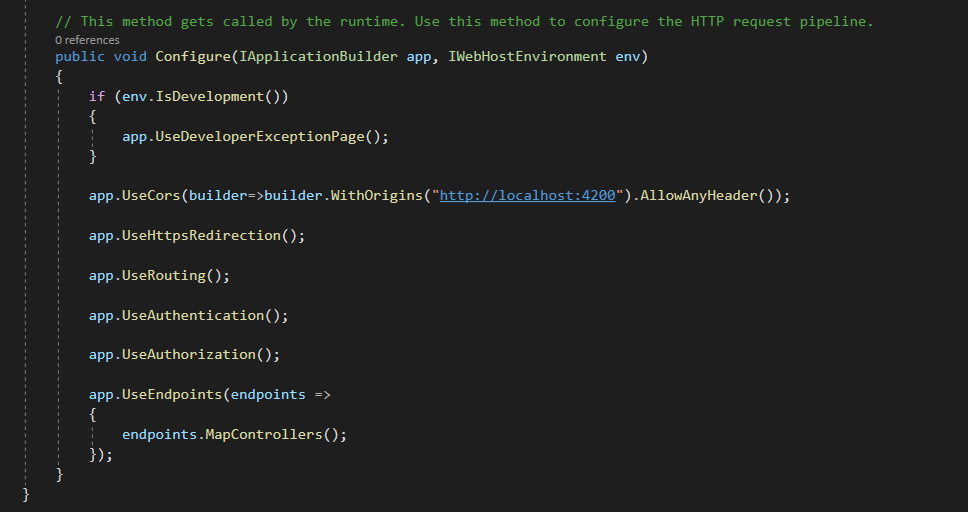 // This method gets called by the runtime. Use this method to configure the HTTP request pipeline.
0 references
public void Configure(IApplicationBuilder app, IWebHostEnvironment env)
{
if (env.IsDevelopment())
{
app.UseDeveloperExceptionPage();
}
app.UseCors(builder=>builder.WithOrigins("http://localhost:4200").AllowAnyHeader());
app.UseHttpsRedirection();
app.UseRouting();
app.UseAuthentication();
app.UseAuthorization();
app.UseEndpoints(endpoints =>
{
endpoints.MapControllers();
});
}
}